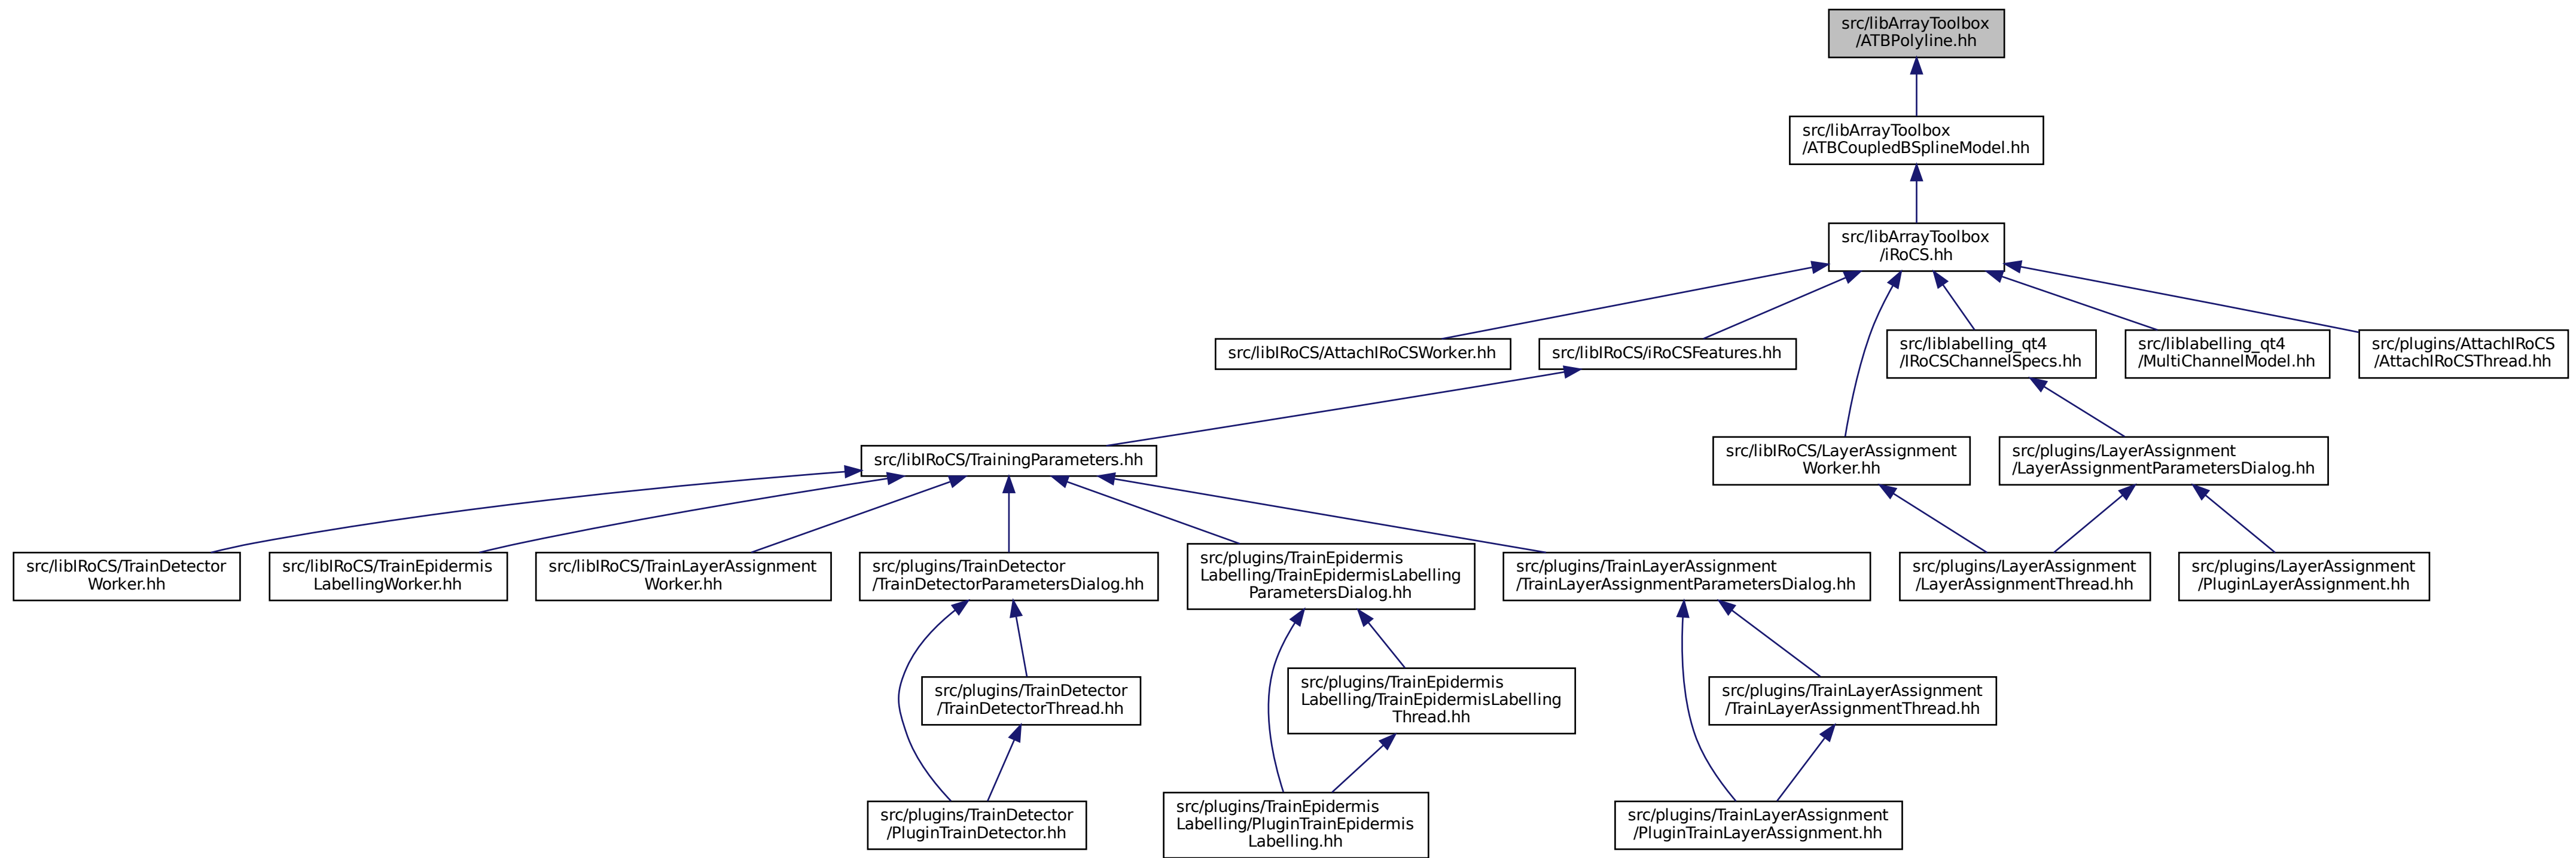 src/libArrayToolbox
/ATBPolyline.hh
src/libArrayToolbox
/ATBCoupledBSplineModel.hh
src/libArrayToolbox
/iRoCS.hh
src/libIRoCS/AttachIRoCSWorker.hh
src/libIRoCS/iRoCSFeatures.hh
src/liblabelling_qt4
/IRoCSChannelSpecs.hh
src/liblabelling_qt4
/MultiChannelModel.hh
src/plugins/AttachIRoCS
/AttachIRoCSThread.hh
src/libIRoCS/TrainingParameters.hh
src/libIRoCS/LayerAssignment
Worker.hh
src/plugins/LayerAssignment
/LayerAssignmentParametersDialog.hh
src/libIRoCS/TrainDetector
Worker.hh
src/libIRoCS/TrainEpidermis
LabellingWorker.hh
src/libIRoCS/TrainLayerAssignment
Worker.hh
src/plugins/TrainDetector
/TrainDetectorParametersDialog.hh
src/plugins/TrainEpidermis
Labelling/TrainEpidermisLabelling
ParametersDialog.hh
src/plugins/TrainLayerAssignment
/TrainLayerAssignmentParametersDialog.hh
src/plugins/LayerAssignment
/LayerAssignmentThread.hh
src/plugins/LayerAssignment
/PluginLayerAssignment.hh
src/plugins/TrainDetector
/TrainDetectorThread.hh
src/plugins/TrainEpidermis
Labelling/TrainEpidermisLabelling
Thread.hh
src/plugins/TrainLayerAssignment
/TrainLayerAssignmentThread.hh
src/plugins/TrainDetector
/PluginTrainDetector.hh
src/plugins/TrainEpidermis
Labelling/PluginTrainEpidermis
Labelling.hh
src/plugins/TrainLayerAssignment
/PluginTrainLayerAssignment.hh